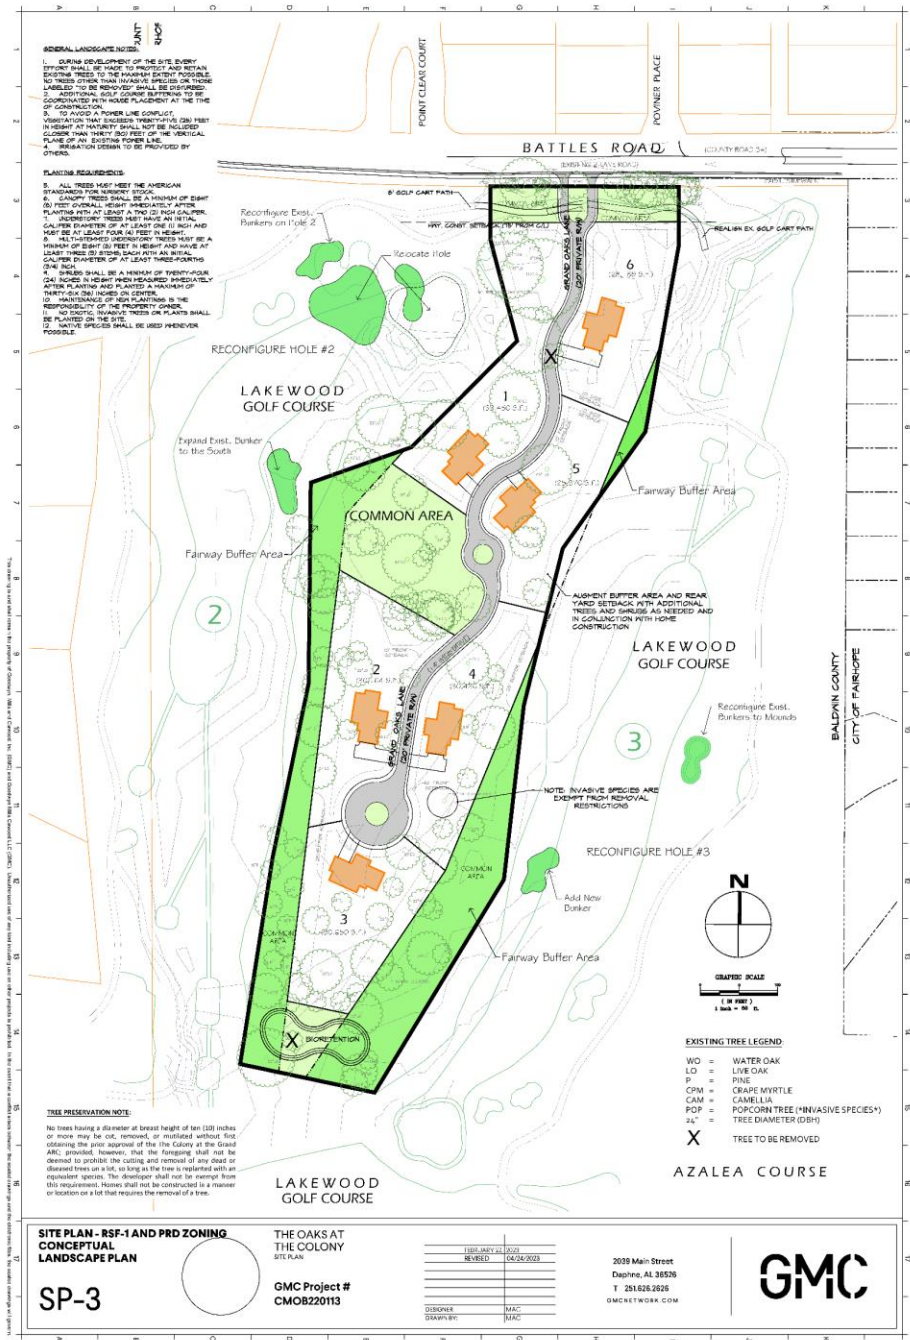 GENERAL LANDSCAPE NOTES:
1. DURING DEVELOPMENT OF THE SITE, EVERY
EFFORT SHALL BE MADE TO PROTECT AND RETAIN
EXISTING TREES TO THE MAXIMUM EXTENT POSSIBLE.
NO TREES OTHER THAN INVASIVE SPECIES OR THOSE
LABELED "TO BE REMOVED" SHALL BE DISTURBED.
2. ADDITIONAL GOLF COURSE BUFFERING TO BE
COORDINATED WITH HOUSE PLACEMENT AT THE TIME
OF CONSTRUCTION.
3. TO AVOID A POWER LINE CONFLICT,
VEGETATION THAT EXCEEDS TWENTY-FIVE (25) FEET
IN HEIGHT AT MATURITY SHALL NOT BE INCLUDED
CLOSER THAN THIRTY (30) FEET OF THE VERTICAL
PLANE OF AN EXISTING POWER LINE.
4. IRRIGATION DESIGN TO BE PROVIDED BY
OTHERS.
PLANTING REQUIREMENTS:
5. ALL TREES MUST MEET THE AMERICAN
STANDARDS FOR NURSERY STOCK.
6. CANOPY TREES SHALL BE A MINIMUM OF EIGHT
(8) FEET OVERALL HEIGHT IMMEDIATELY AFTER
PLANTING WITH AT LEAST A TWO (2) INCH CALIPER.
7. UNDERSTORY TREES MUST HAVE AN INITIAL
CALIPER DIAMETER OF AT LEAST ONE (1) INCH AND
MUST BE AT LEAST FOUR (4) FEET IN HEIGHT.
8. MULTI-STEMMED UNDERSTORY TREES MUST BE A
MINIMUM OF EIGHT (8) FEET IN HEIGHT AND HAVE AT
LEAST THREE (3) STEMS, EACH WITH AN INITIAL
CALIPER DIAMETER OF AT LEAST THREE-FOURTHS
(3/4) INCH.
9. SHRUBS SHALL BE A MINIMUM OF TWENTY-FOUR
(24) INCHES IN HEIGHT WHEN MEASURED IMMEDIATELY
AFTER PLANTING AND PLANTED A MAXIMUM OF
THIRTY-SIX (36) INCHES ON CENTER.
10. MAINTENANCE OF NEW PLANTINGS IS THE
RESPONSIBILITY OF THE PROPERTY OWNER.
11. NO EXOTIC, INVASIVE TREES OR PLANTS SHALL
BE PLANTED ON THE SITE.
12. NATIVE SPECIES SHALL BE USED WHENEVER
POSSIBLE.
POINT CLEAR COURT
POVINER PLACE
BATTLES ROAD
8' GOLF CART PATH
COMMON AREA
COMMON AREA
REALIGN EX. GOLF CART PATH
GRAND OAKS LANE
(20' PRIVATE R/W)
Reconfigure Exist.
Bunkers on Hole 2
Relocate Hole
RECONFIGURE HOLE #2
LAKEWOOD
GOLF COURSE
Expand Exist. Bunker
to the South
6
1
5
Fairway Buffer Area
COMMON AREA
Fairway Buffer Area
AUGMENT BUFFER AREA AND REAR
YARD SETBACK WITH ADDITIONAL
TREES AND SHRUBS AS NEEDED AND
IN CONJUNCTION WITH HOME
CONSTRUCTION
2
LAKEWOOD
GOLF COURSE
BALDWIN COUNTY
CITY OF FAIRHOPE
2
4
GRAND OAKS LANE
(20' PRIVATE R/W)
Reconfigure Exist.
Bunkers to Mounds
3
NOTE: INVASIVE SPECIES ARE
EXEMPT FROM REMOVAL
RESTRICTIONS
RECONFIGURE HOLE #3
COMMON
AREA
Add New
Bunker
3
COMMON
AREA
Fairway Buffer Area
N
GRAPHIC SCALE
( IN FEET )
X
X
BIORETENTION
EXISTING TREE LEGEND:
WO = WATER OAK
LO = LIVE OAK
P = PINE
CPM = CRAPE MYRTLE
CAM = CAMELLIA
POP = POPCORN TREE (*INVASIVE SPECIES*)
24" = TREE DIAMETER (DBH)
X TREE TO BE REMOVED
AZALEA COURSE
TREE PRESERVATION NOTE:
No trees having a diameter at breast height of ten (10) inches
or more may be cut, removed, or mutilated without first
obtaining the prior approval of the The Colony at the Grand
ARC; provided, however, that the foregoing shall not be
deemed to prohibit the cutting and removal of any dead or
diseased trees on a lot, so long as the tree is replanted with an
equivalent species. The developer shall not be exempt from
this requirement. Homes shall not be constructed in a manner
or location on a lot that requires the removal of a tree.
LAKEWOOD
GOLF COURSE
SITE PLAN - RSF-1 AND PRD ZONING
CONCEPTUAL
LANDSCAPE PLAN
SP-3
THE OAKS AT
THE COLONY
SITE PLAN
GMC Project #
CMOB220113
FEBRUARY 22, 2023
REVISED 04/24/2023
DESIGNER MAC
DRAWN BY: MAC
2039 Main Street
Daphne, AL 36526
T 251.626.2626
GMCNETWORK.COM
GMC